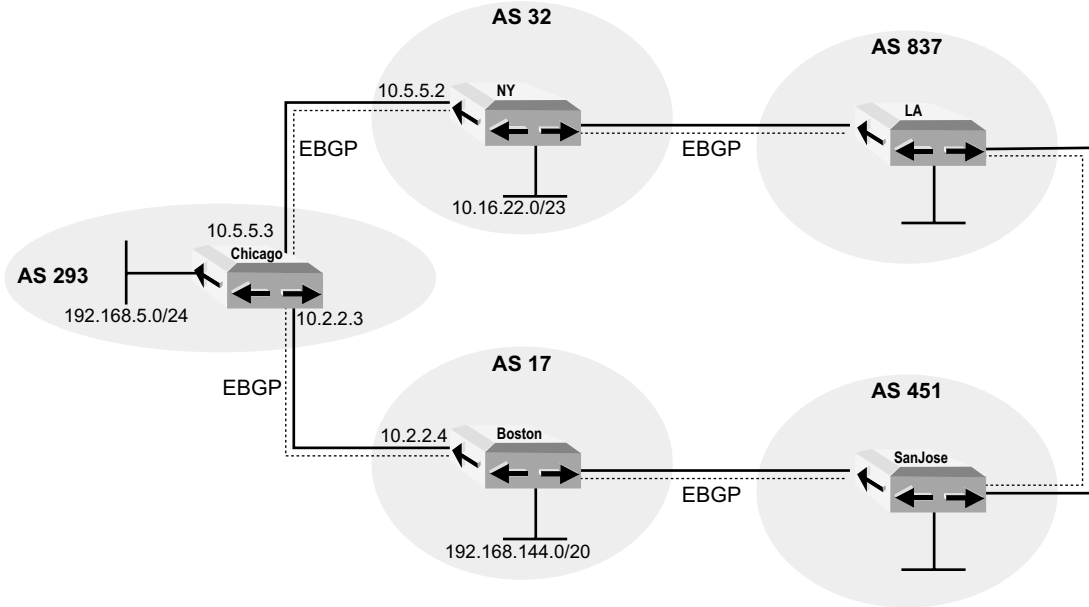 AS 32
AS 837
10.5.5.2
NY
LA
EBGP
EBGP
10.16.22.0/23
10.5.5.3
Chicago
AS 293
192.168.5.0/24
10.2.2.3
AS 17
AS 451
EBGP
10.2.2.4
Boston
SanJose
EBGP
192.168.144.0/20